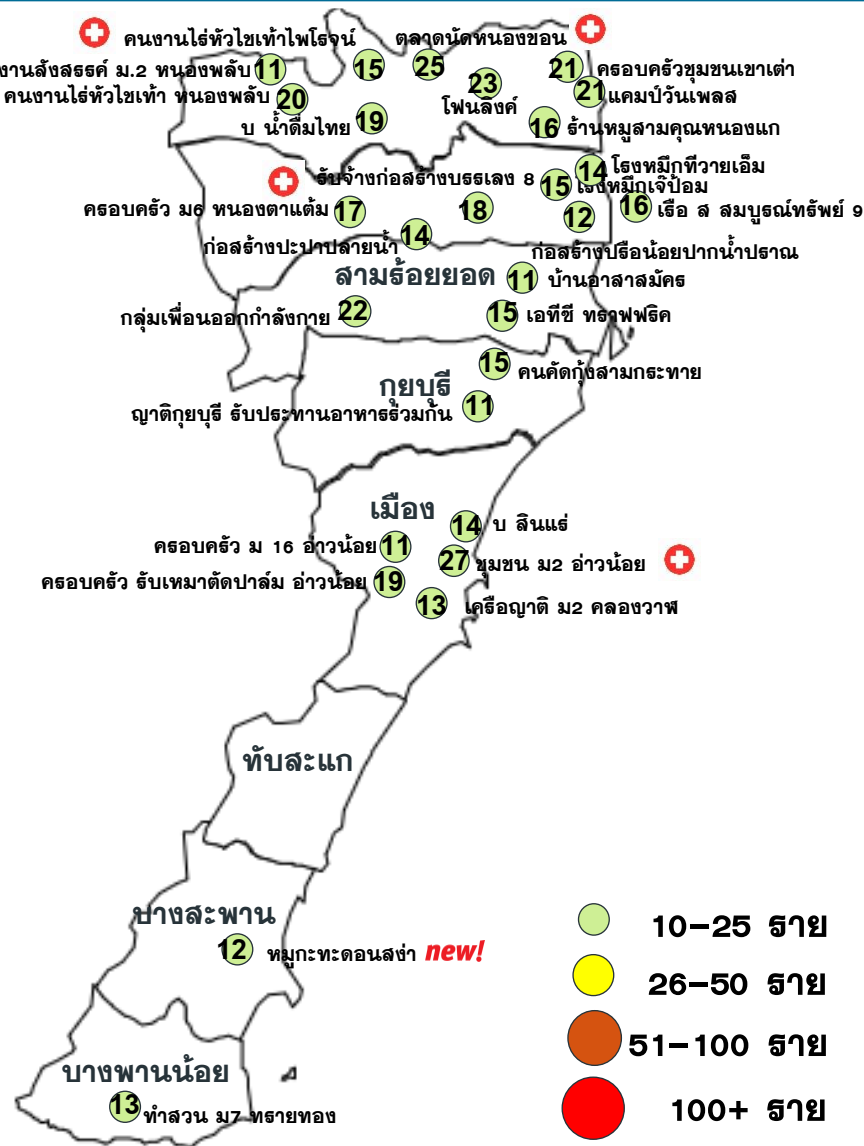 คนงานไร่หัวไชเท้าไพโรจน์
ตลาดนัดหนองขอน
งานสังสรรค์ ม.2 หนองพลับ
11
15
25
23
21
ครอบครัวชุมชนเขาเต่า
คนงานไร่หัวไชเท้า หนองพลับ
20
โฟนลิงค์
21
แคมป์วันเพลส
บ น้ำดื่มไทย
19
16
ร้านหมูสามคุณหนองแก
14
โรงหมึกทีวายเอ็ม
รับจ้างก่อสร้างบรรเลง 8
15
โรงหมึกเจ๊ป้อม
ครอบครัว ม6 หนองตาแต้ม
17
18
12
16
เรือ ส สมบูรณ์ทรัพย์ 9
ก่อสร้างปะปาปลายน้ำ
14
ก่อสร้างปรือน้อยปากน้ำปราณ
สามร้อยยอด
11
บ้านอาสาสมัคร
กลุ่มเพื่อนออกกำลังกาย
22
15
เอทีซี ทราฟฟริค
15
คนคัดกุ้งสามกระทาย
กุยบุรี
ญาติกุยบุรี รับประทานอาหารร่วมกัน
11
เมือง
14
บ สินแร่
ครอบครัว ม 16 อ่าวน้อย
11
27
ชุมชน ม2 อ่าวน้อย
ครอบครัว รับเหมาตัดปาล์ม อ่าวน้อย
19
13
เครือญาติ ม2 คลองวาฬ
ทับสะแก
บางสะพาน
12
หมูกะทะดอนสง่า new!
บางพานน้อย
13
ทำสวน ม7 ทรายทอง
10-25 ราย
26-50 ราย
51-100 ราย
100+ ราย